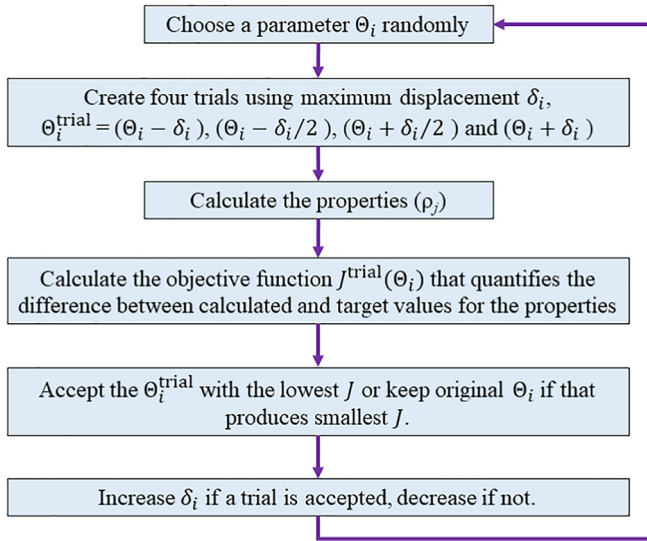 Choose a parameter Θᵢ randomly
Create four trials using maximum displacement δᵢ,
Θᵢᵗʳⁱᵃˡ = (Θᵢ − δᵢ ), (Θᵢ − δᵢ/2 ), (Θᵢ + δᵢ/2 ) and (Θᵢ + δᵢ )
Calculate the properties (ρⱼ)
Calculate the objective function Jᵗʳⁱᵃˡ(Θᵢ) that quantifies the
difference between calculated and target values for the properties
Accept the Θᵢᵗʳⁱᵃˡ with the lowest J or keep original Θᵢ if that
produces smallest J.
Increase δᵢ if a trial is accepted, decrease if not.